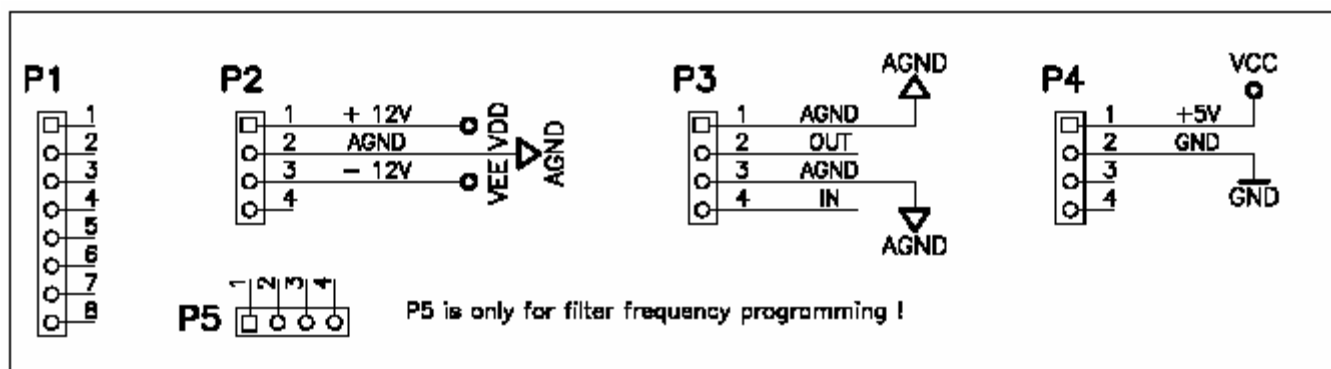 P1
1
2
3
4
5
6
7
8
P2
1 + 12V
2 AGND
3 - 12V
4
VDD
VEE
AGND
P3
AGND
1 AGND
2 OUT
3 AGND
4 IN
AGND
P4
VCC
1 +5V
2 GND
3
4
GND
P5
1
2
3
4
P5 is only for filter frequency programming !